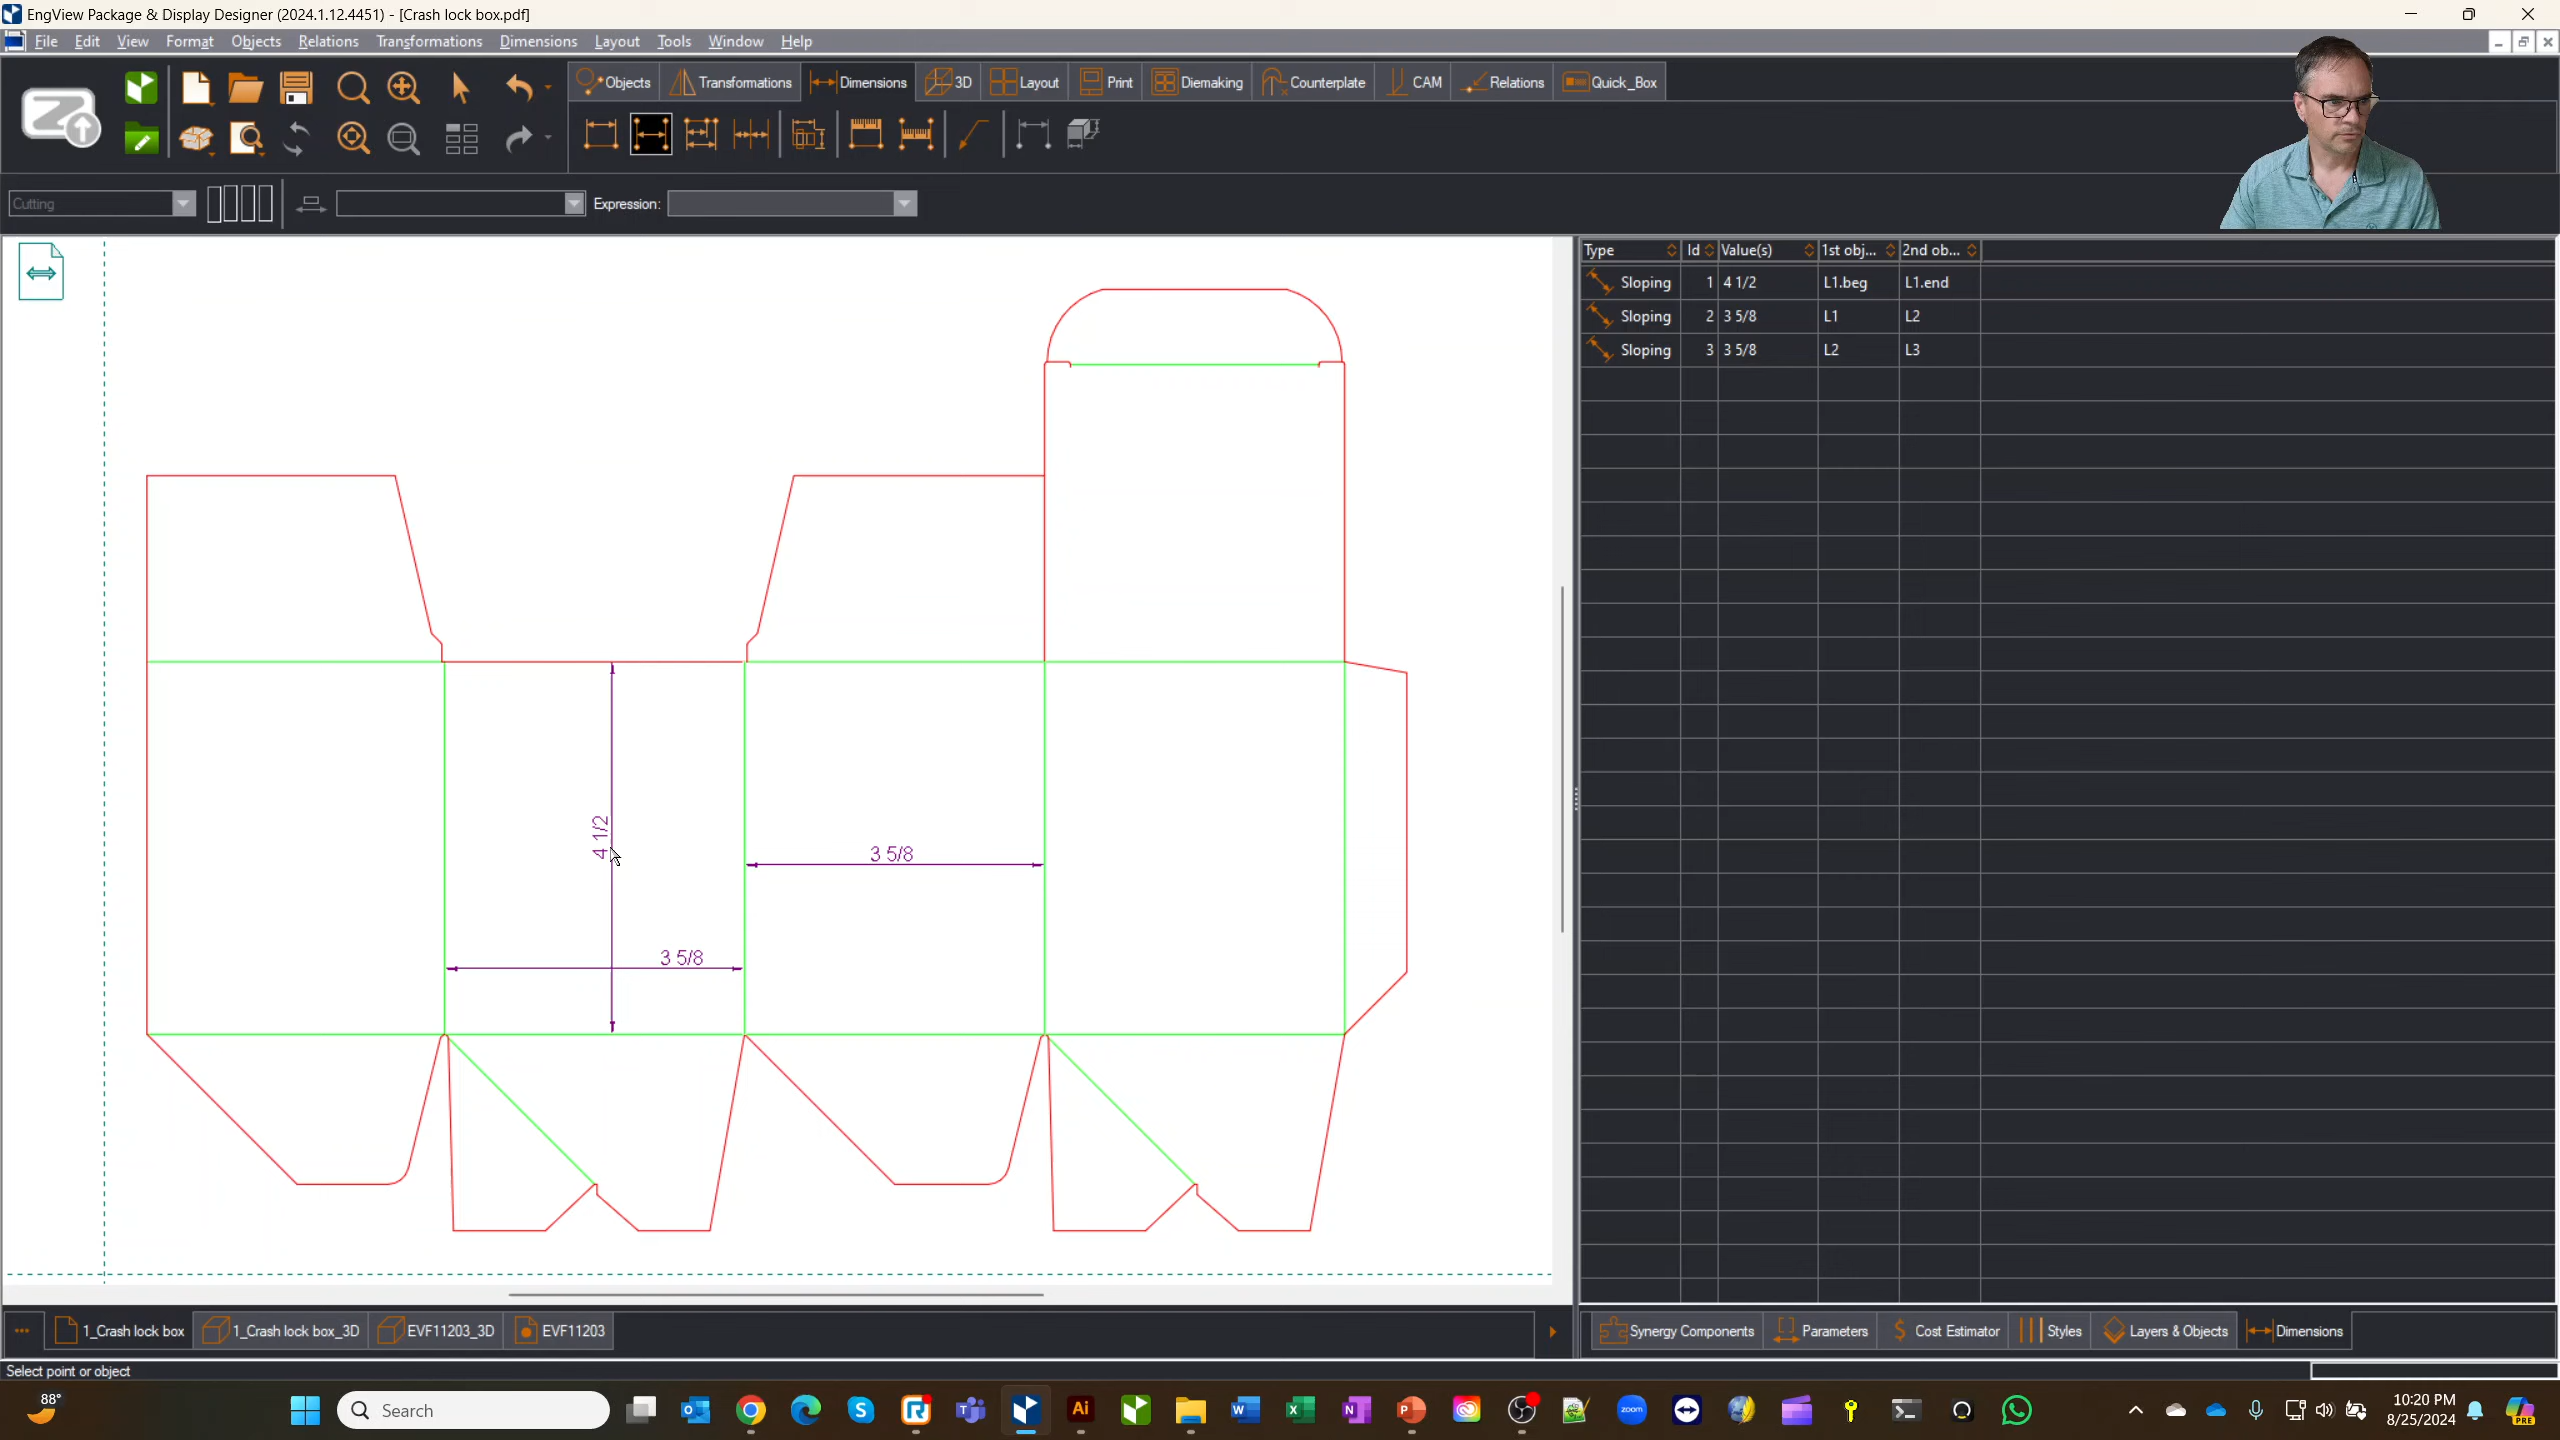 EngView Package & Display Designer (2024.1.12.4451) - [Crash lock box.pdf]
File Edit View Format Objects Relations Transformations Dimensions Layout Tools Window Help
Objects Transformations Dimensions 3D Layout Print Diemaking Counterplate CAM Relations Quick_Box
Cutting Expression:
Type Id Value(s) 1st obj... 2nd ob...
Sloping 1 4 1/2 L1.beg L1.end
Sloping 2 3 5/8 L1 L2
Sloping 3 3 5/8 L2 L3
4 1/2
3 5/8
3 5/8
... 1_Crash lock box 1_Crash lock box_3D EVF11203_3D EVF11203
Synergy Components Parameters Cost Estimator Styles Layers & Objects Dimensions
Select point or object
88°
Search
zoom
Ai
10:20 PM
8/25/2024
PRE